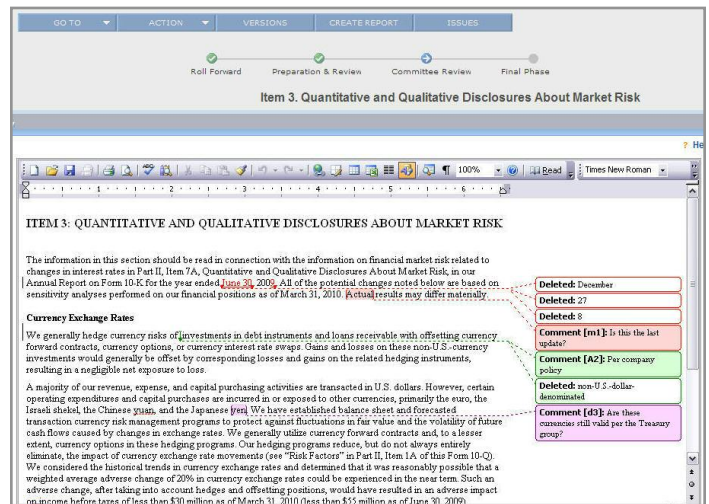 GO TO
ACTION
VERSIONS
CREATE REPORT
ISSUES
Roll Forward
Preparation & Review
Committee Review
Final Phase
Item 3. Quantitative and Qualitative Disclosures About Market Risk
? He
100%
Read
Times New Roman
1 2 3 4 5 6
ITEM 3: QUANTITATIVE AND QUALITATIVE DISCLOSURES ABOUT MARKET RISK
The information in this section should be read in connection with the information on financial market risk related to
changes in interest rates in Part II, Item 7A, Quantitative and Qualitative Disclosures About Market Risk, in our
Annual Report on Form 10-K for the year ended June 30, 2009. All of the potential changes noted below are based on
sensitivity analyses performed on our financial positions as of March 31, 2010. Actual results may differ materially.
Deleted: December
Deleted: 27
Deleted: 8
Comment [m1]: Is this the last
update?
Currency Exchange Rates
We generally hedge currency risks of investments in debt instruments and loans receivable with offsetting currency
forward contracts, currency options, or currency interest rate swaps. Gains and losses on these non-U.S.-currency
investments would generally be offset by corresponding losses and gains on the related hedging instruments,
resulting in a negligible net exposure to loss.
Comment [A2]: Per company
policy
Deleted: non-U.S.-dollar-
denominated
A majority of our revenue, expense, and capital purchasing activities are transacted in U.S. dollars. However, certain
operating expenditures and capital purchases are incurred in or exposed to other currencies, primarily the euro, the
Israeli shekel, the Chinese yuan, and the Japanese yen. We have established balance sheet and forecasted
transaction currency risk management programs to protect against fluctuations in fair value and the volatility of future
cash flows caused by changes in exchange rates. We generally utilize currency forward contracts and, to a lesser
extent, currency options in these hedging programs. Our hedging programs reduce, but do not always entirely
eliminate, the impact of currency exchange rate movements (see "Risk Factors" in Part II, Item 1A of this Form 10-Q).
We considered the historical trends in currency exchange rates and determined that it was reasonably possible that a
weighted average adverse change of 20% in currency exchange rates could be experienced in the near term. Such an
adverse change, after taking into account hedges and offsetting positions, would have resulted in an adverse impact
on income before taxes of less than $30 million as of March 31, 2010 (less than $55 million as of June 30, 2009).
Comment [d3]: Are these
currencies still valid per the Treasury
group?